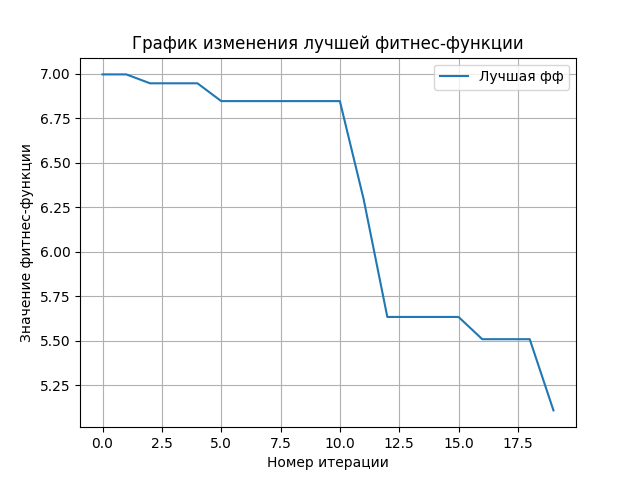 График изменения лучшей фитнес-функции
Лучшая фф
Значение фитнес-функции
7.00
6.75
6.50
6.25
6.00
5.75
5.50
5.25
0.0 2.5 5.0 7.5 10.0 12.5 15.0 17.5
Номер итерации